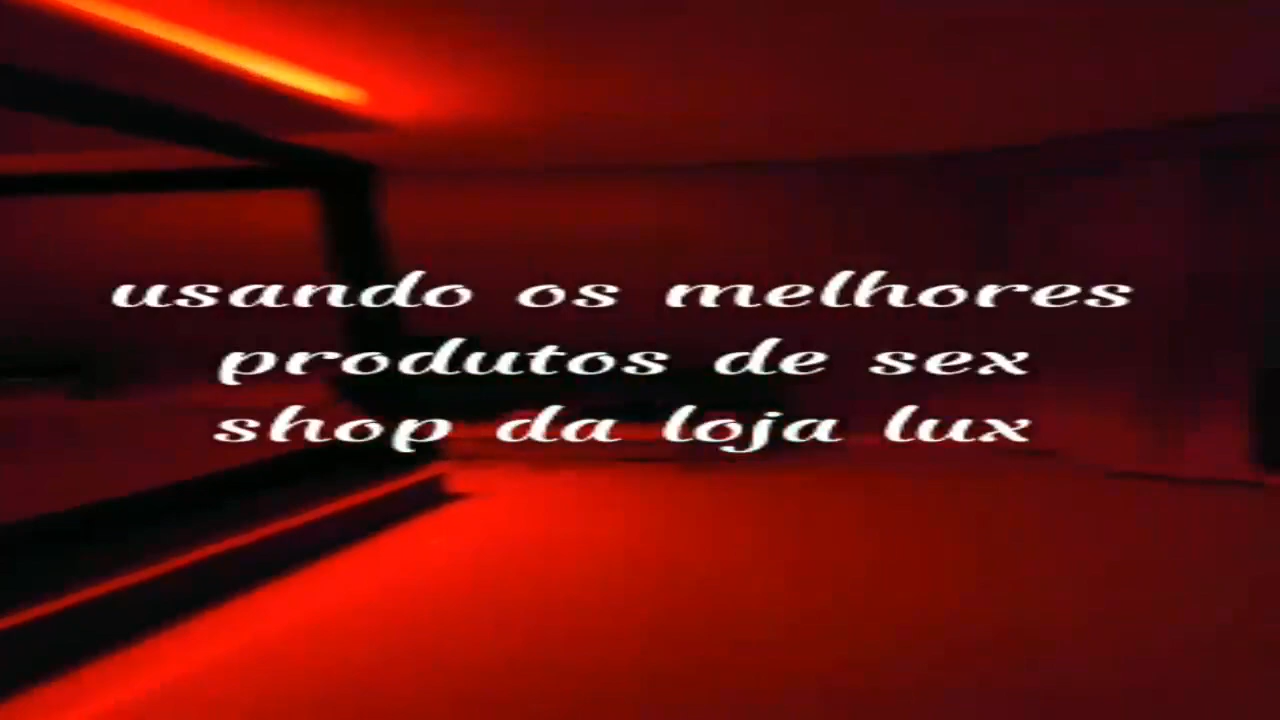 usando os melhores
produtos de sex
shop da loja lux